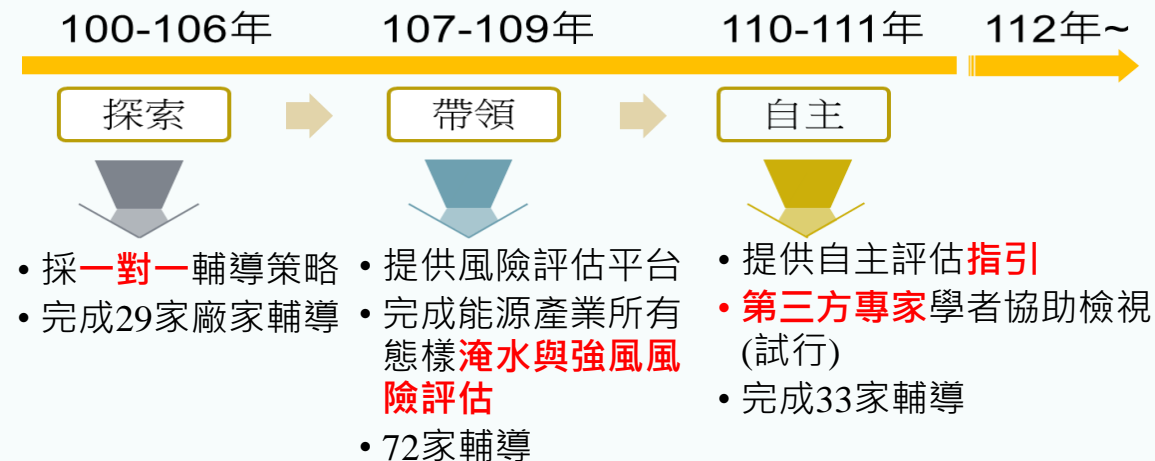 100-106年
107-109年
110-111年
112年~
探索
帶領
自主
• 採一對一輔導策略
• 完成29家廠家輔導
• 提供風險評估平台
• 完成能源產業所有
態樣淹水與強風風
險評估
• 72家輔導
• 提供自主評估指引
• 第三方專家學者協助檢視
(試行)
• 完成33家輔導